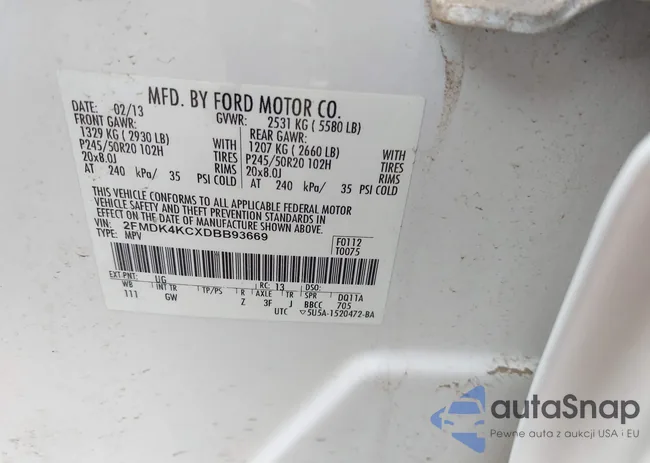 MFD. BY FORD MOTOR CO.
DATE: 02/13 GVWR: 2531 KG ( 5580 LB)
FRONT GAWR: REAR GAWR:
1329 KG ( 2930 LB) WITH 1207 KG ( 2660 LB) WITH
P245/50R20 102H TIRES P245/50R20 102H TIRES
20x8.0J RIMS 20x8.0J RIMS
AT 240 kPa/ 35 PSI COLD AT 240 kPa/ 35 PSI COLD
THIS VEHICLE CONFORMS TO ALL APPLICABLE FEDERAL MOTOR
VEHICLE SAFETY AND THEFT PREVENTION STANDARDS IN
EFFECT ON THE DATE OF MANUFACTURE SHOWN ABOVE.
VIN: 2FMDK4KCXDBB93669 F0112
TYPE: MPV T0075
EXT.PNT: UG RC: 13 DSO:
WB INT TR TP/PS R AXLE TR SPR DQ11A
111 GW Z 3F J BBCC 705
UTC ▽5U5A-1520472-BA
autaSnap
Pewne auta z aukcji USA i EU